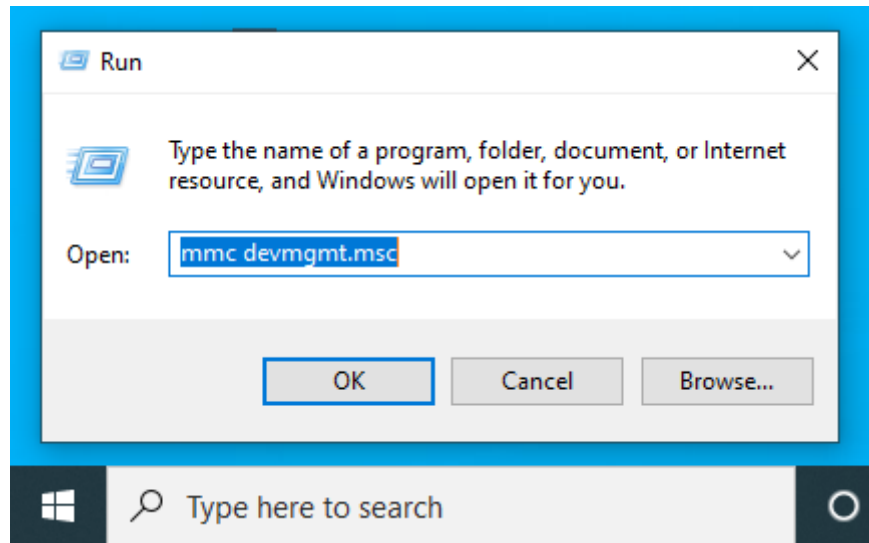 Run
Type the name of a program, folder, document, or Internet
resource, and Windows will open it for you.
Open: mmc devmgmt.msc
OK Cancel Browse...
Type here to search